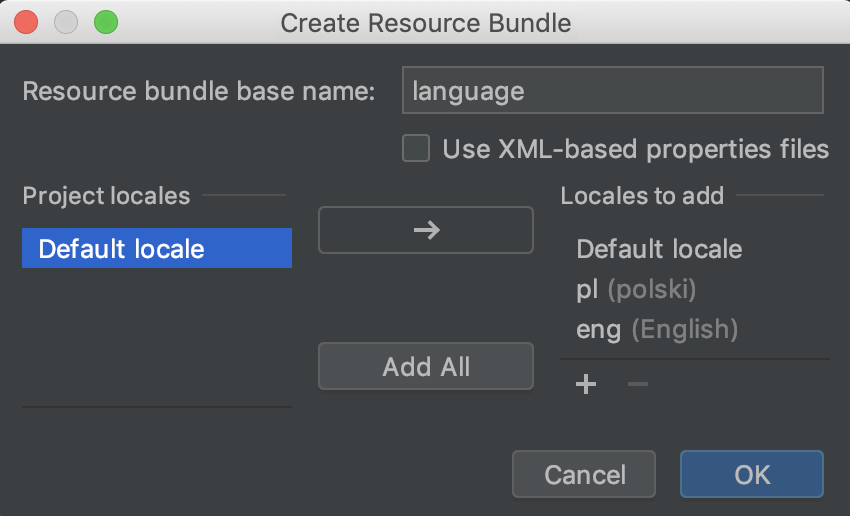 Create Resource Bundle
Resource bundle base name: language
Use XML-based properties files
Project locales
Default locale
Add All
Locales to add
Default locale
pl (polski)
eng (English)
Cancel OK